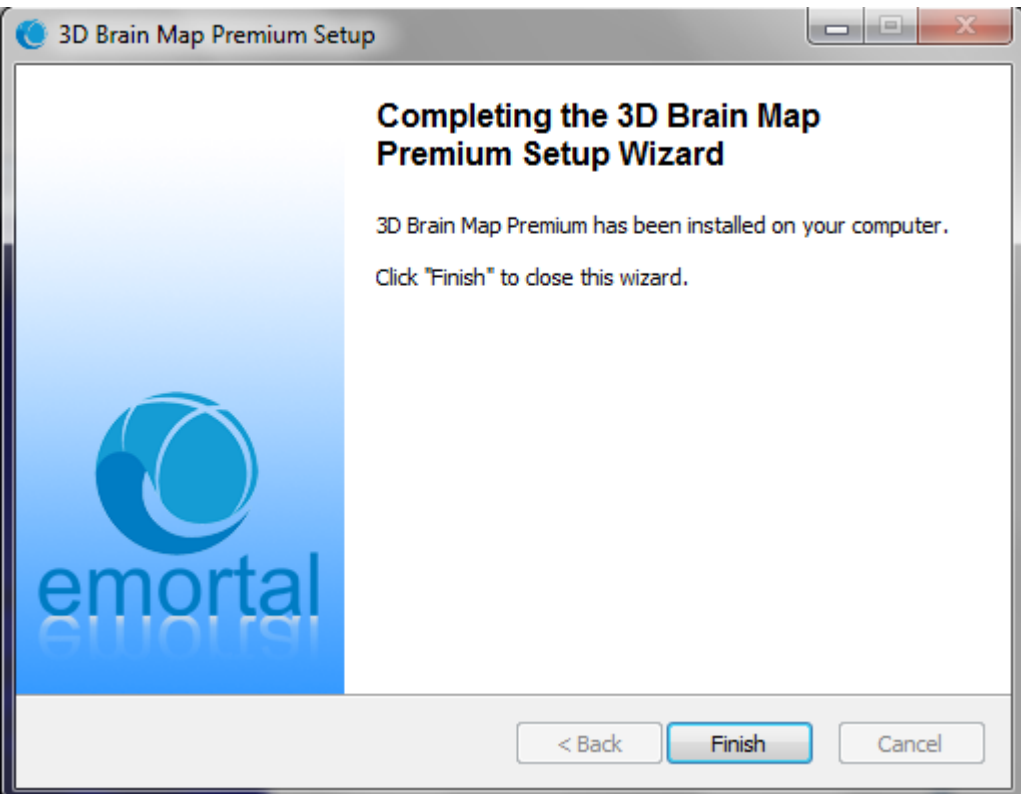 3D Brain Map Premium Setup
Completing the 3D Brain Map
Premium Setup Wizard
3D Brain Map Premium has been installed on your computer.
Click "Finish" to close this wizard.
emortal
< Back
Finish
Cancel